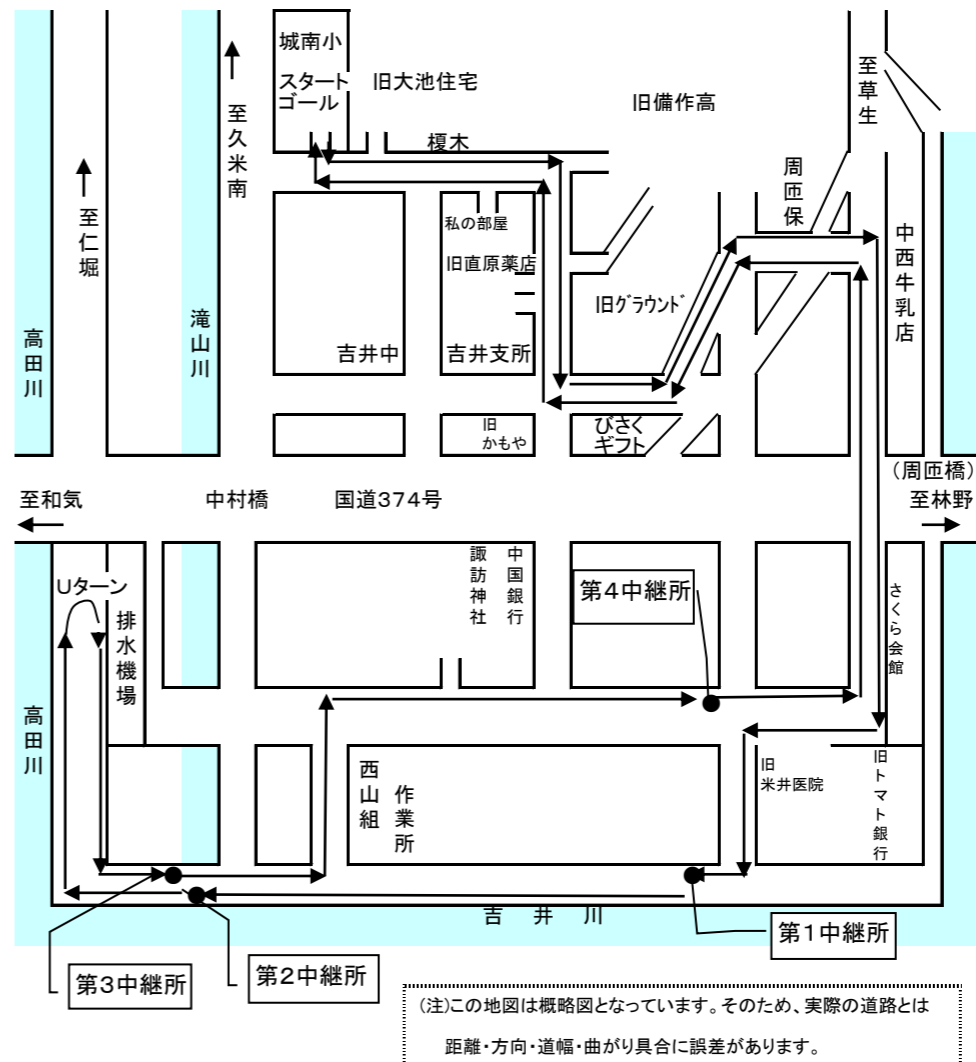 城南小
スタート
ゴール
旧大池住宅
旧備作高
至草生
至久米南
至仁堀
榎木
周匝保
私の部屋
旧直原薬店
中西牛乳店
高田川
滝山川
旧グラウンド
吉井中
吉井支所
旧
かもや
びさく
ギフト
(周匝橋)
至和気
中村橋
国道374号
至林野
Uターン
排水機場
諏訪神社
中国銀行
第4中継所
さくら会館
高田川
西山組
作業所
旧
米井医院
旧トマト銀行
吉井川
第1中継所
第3中継所
第2中継所
(注)この地図は概略図となっています。そのため、実際の道路とは
距離・方向・道幅・曲がり具合に誤差があります。